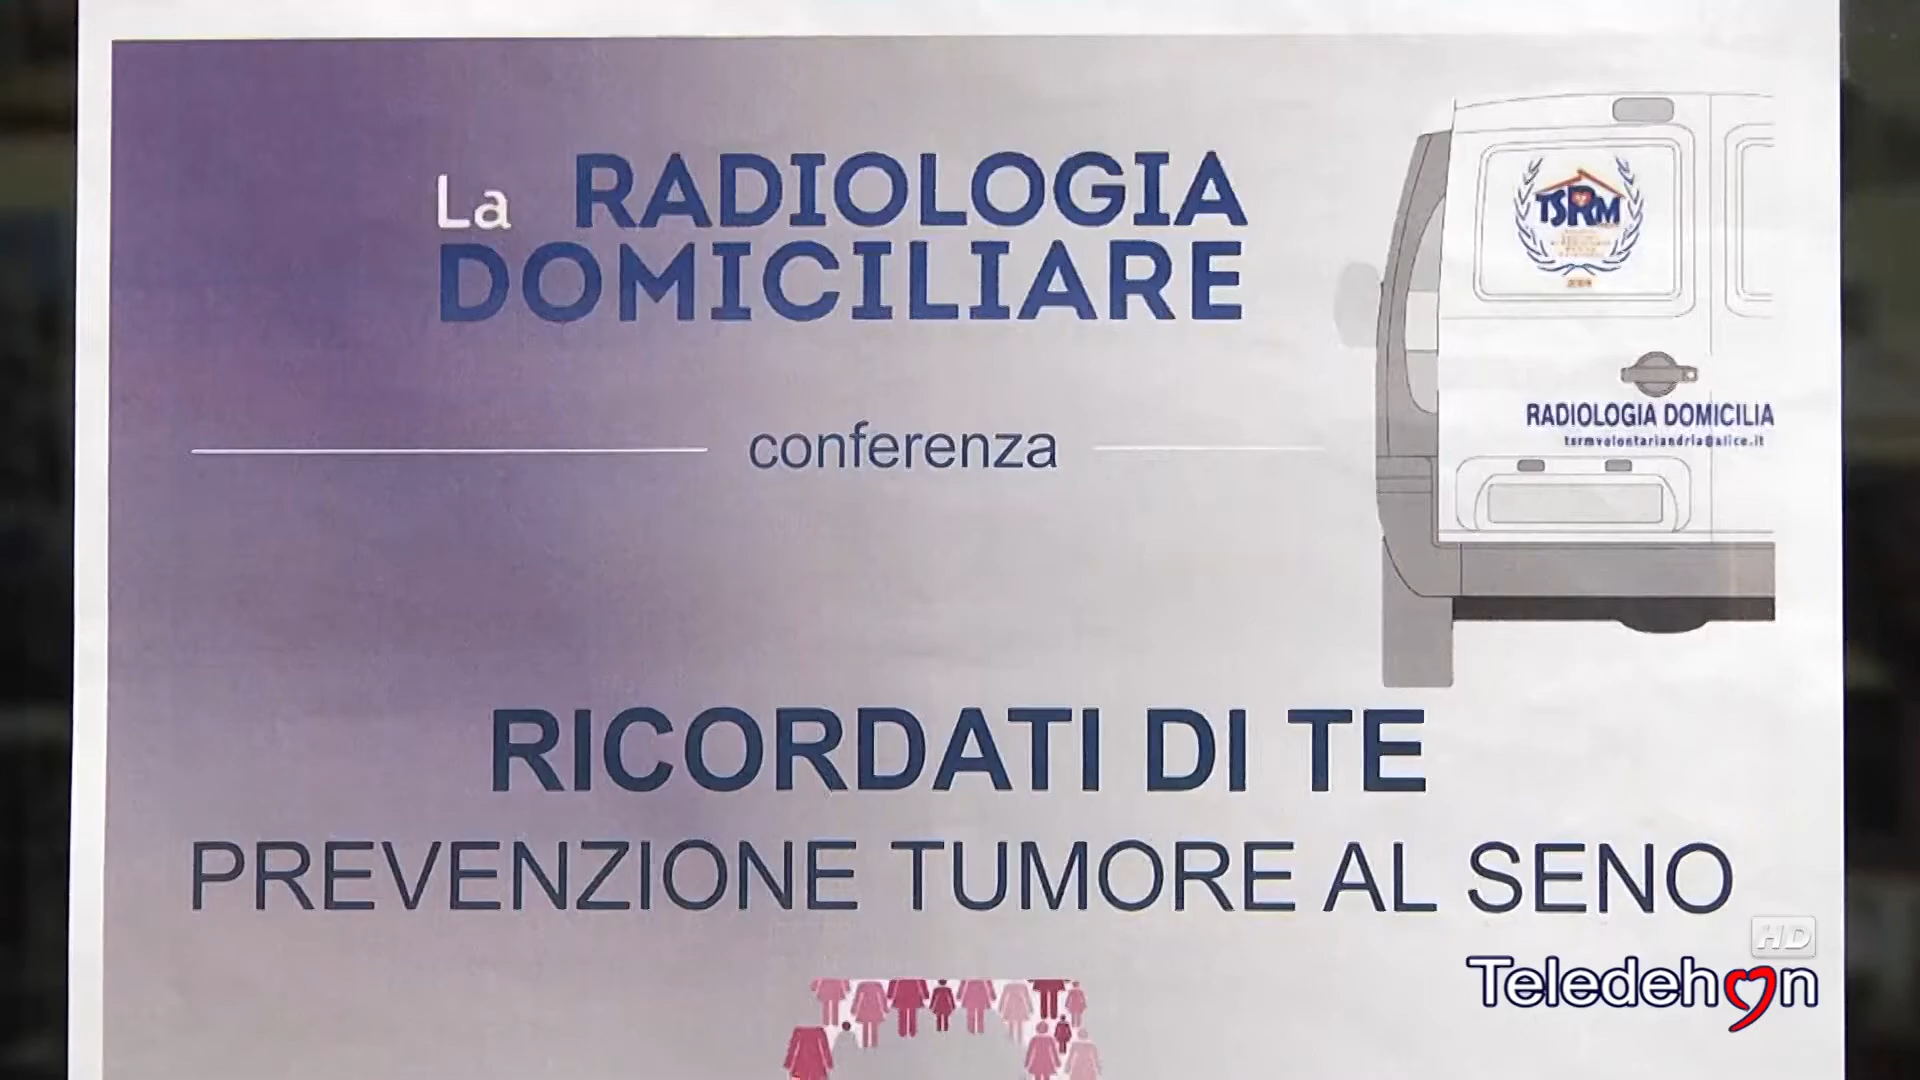 La RADIOLOGIA
DOMICILIARE
TSRM
RADIOLOGIA DOMICILIA
tsrmvolontariandria@alice.it
conferenza
RICORDATI DI TE
PREVENZIONE TUMORE AL SENO
HD
Teledehon